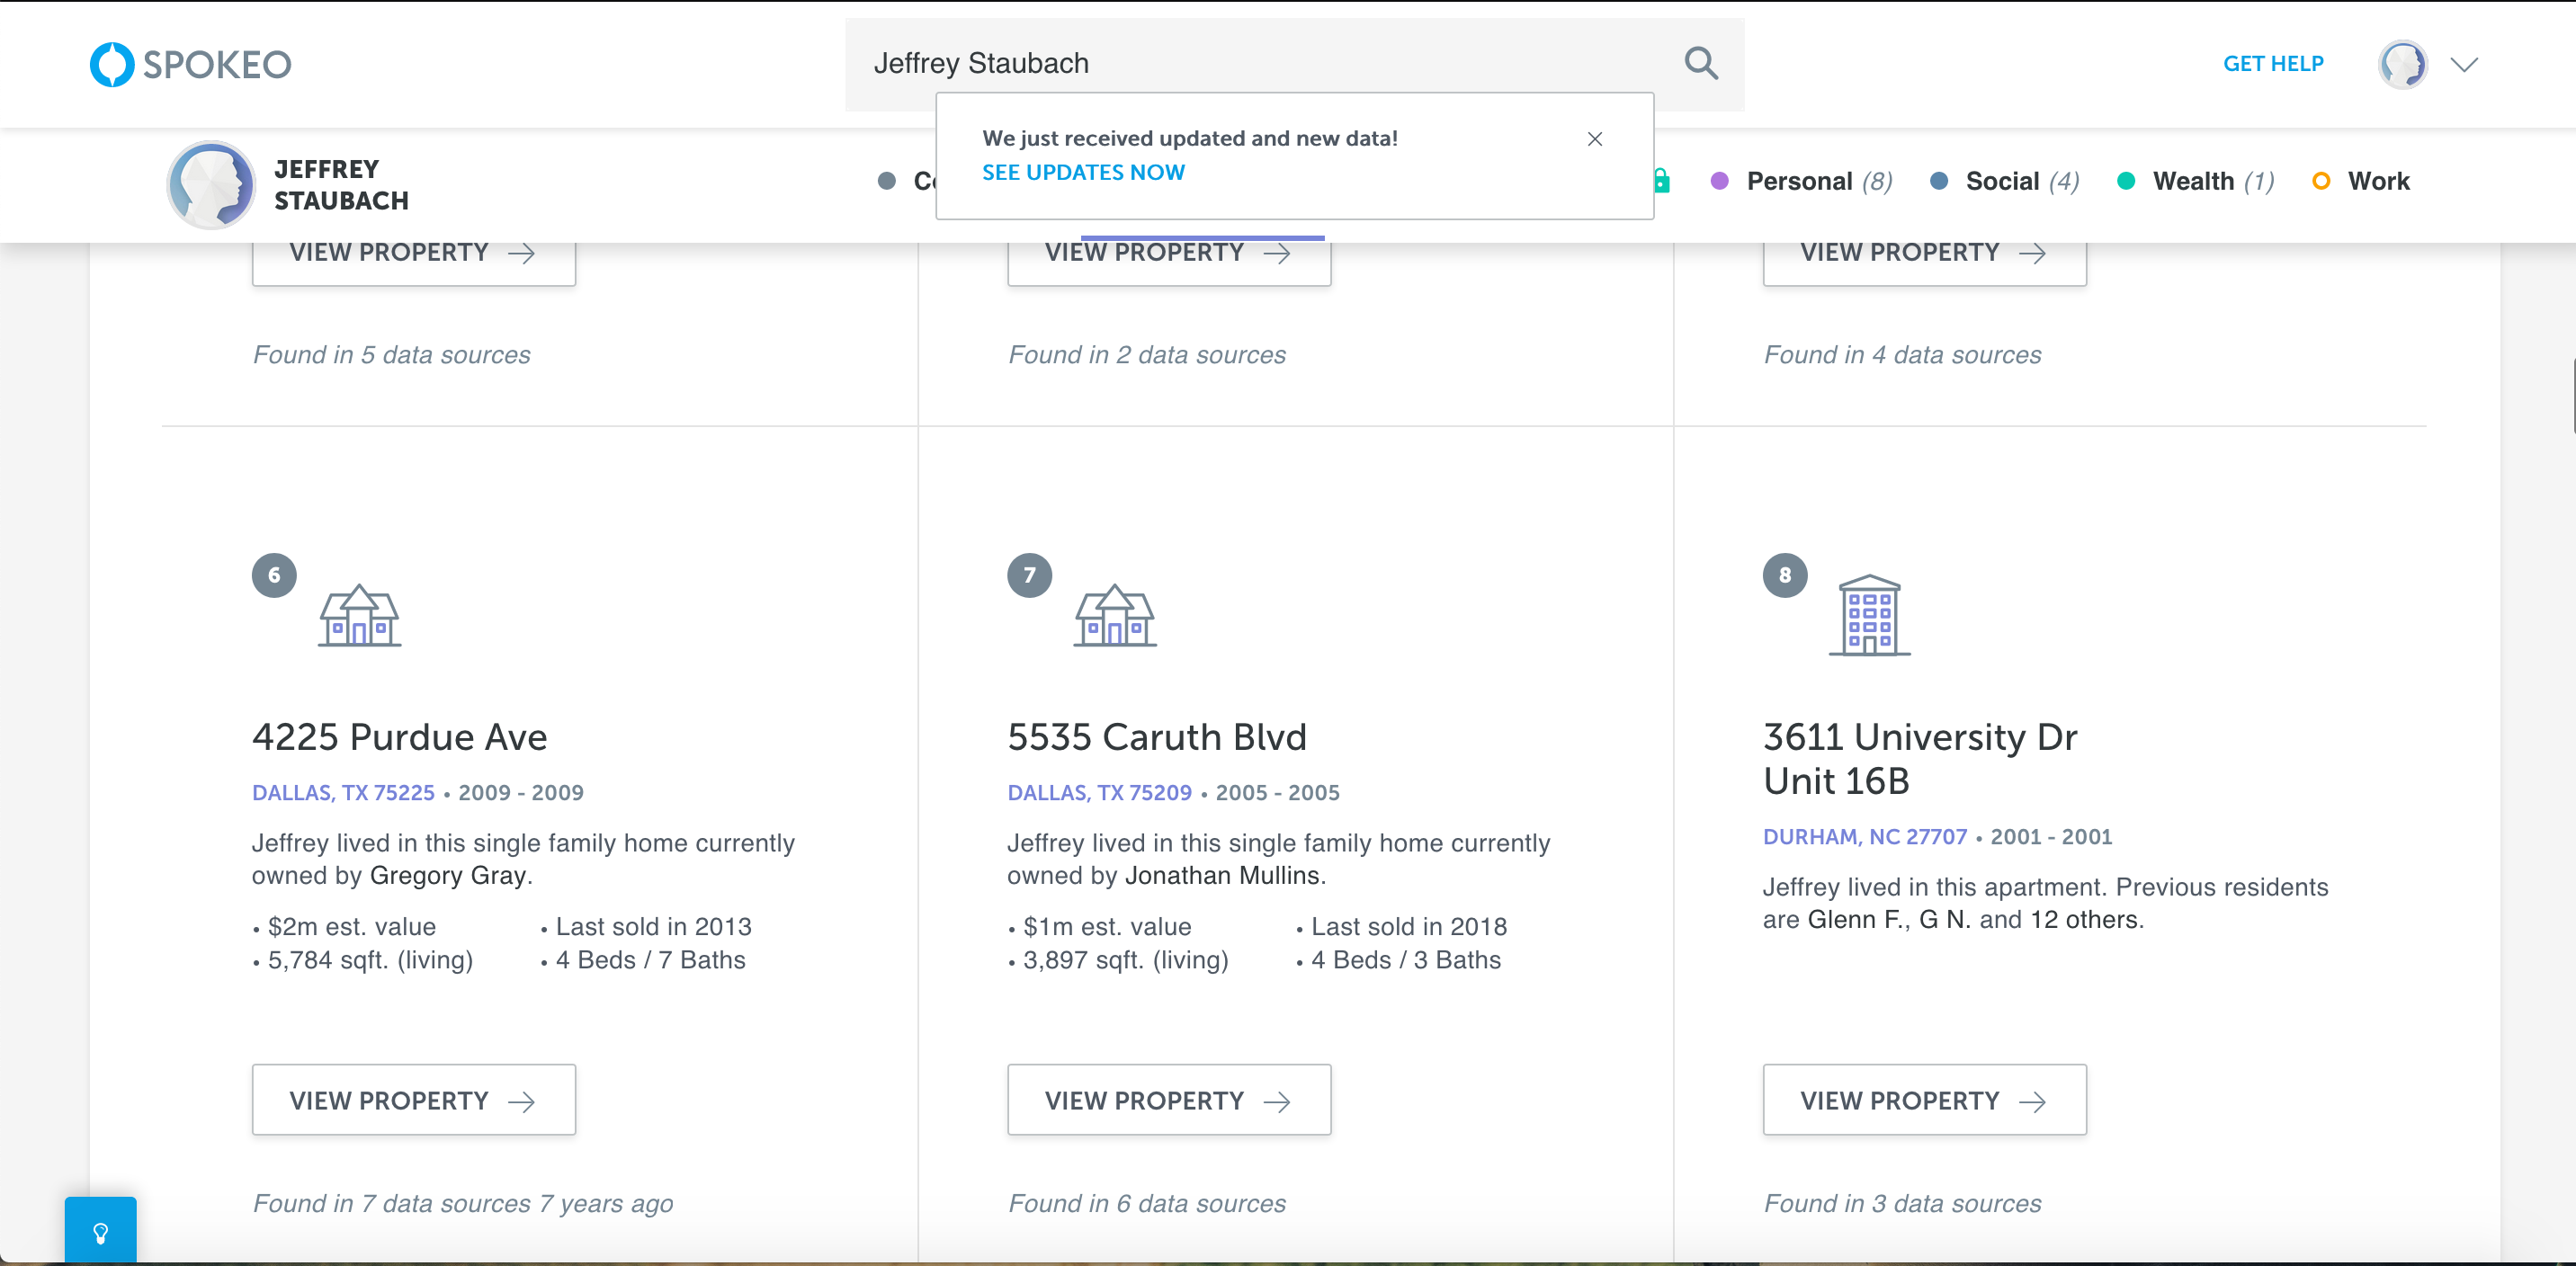 SPOKEO
Jeffrey Staubach
GET HELP
We just received updated and new data!
SEE UPDATES NOW
JEFFREY
STAUBACH
Personal (8)
Social (4)
Wealth (1)
Work
VIEW PROPERTY
VIEW PROPERTY
VIEW PROPERTY
Found in 5 data sources
Found in 2 data sources
Found in 4 data sources
6
4225 Purdue Ave
DALLAS, TX 75225 • 2009 - 2009
Jeffrey lived in this single family home currently
owned by Gregory Gray.
• $2m est. value
• Last sold in 2013
• 5,784 sqft. (living)
• 4 Beds / 7 Baths
VIEW PROPERTY
Found in 7 data sources 7 years ago
7
5535 Caruth Blvd
DALLAS, TX 75209 • 2005 - 2005
Jeffrey lived in this single family home currently
owned by Jonathan Mullins.
• $1m est. value
• Last sold in 2018
• 3,897 sqft. (living)
• 4 Beds / 3 Baths
VIEW PROPERTY
Found in 6 data sources
8
3611 University Dr
Unit 16B
DURHAM, NC 27707 • 2001 - 2001
Jeffrey lived in this apartment. Previous residents
are Glenn F., G N. and 12 others.
VIEW PROPERTY
Found in 3 data sources